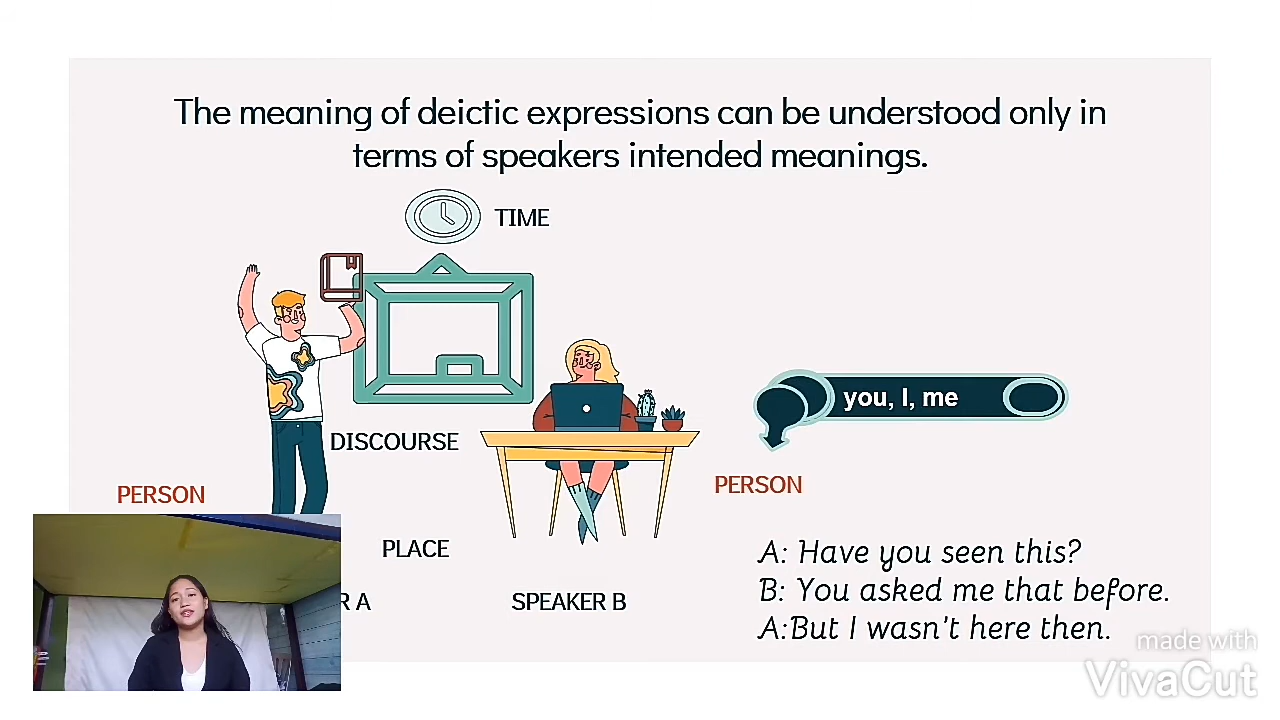 The meaning of deictic expressions can be understood only in
terms of speakers intended meanings.
TIME
you, I, me
DISCOURSE
PERSON
PERSON
PLACE
R A
SPEAKER B
A: Have you seen this?
B: You asked me that before.
A:But I wasn't here then.
made with
VivaCut